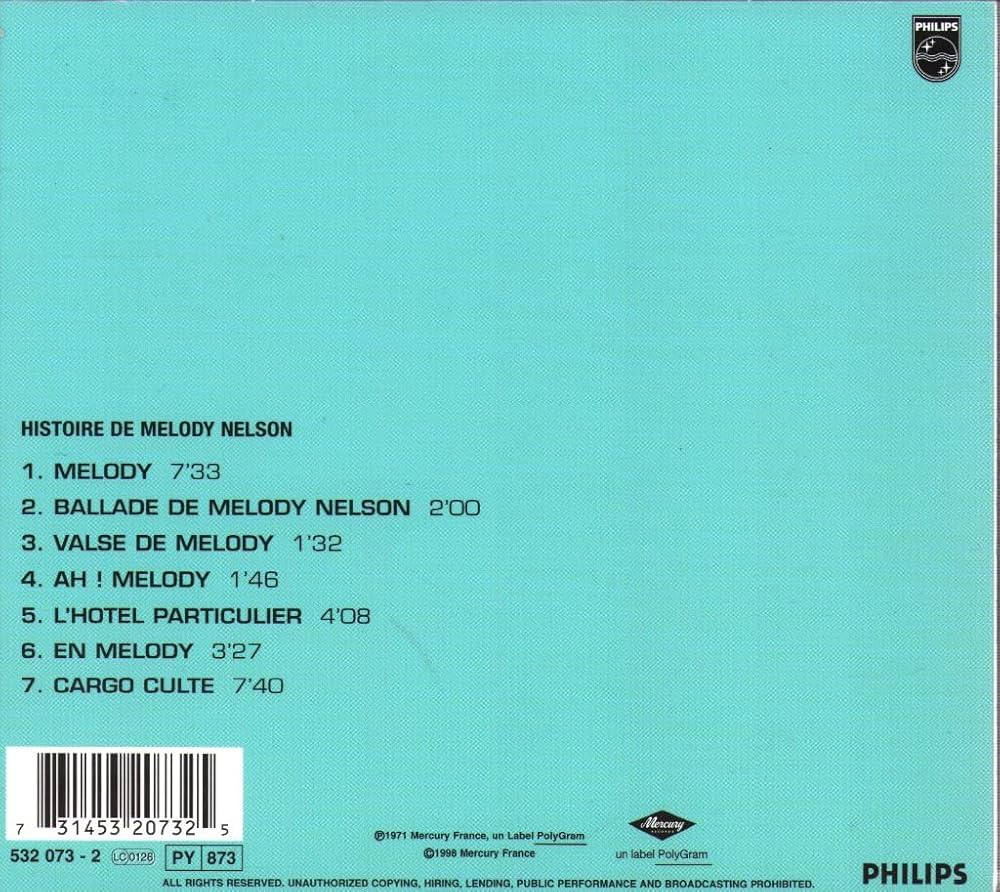 PHILIPS
HISTOIRE DE MELODY NELSON
1. MELODY 7'33
2. BALLADE DE MELODY NELSON 2'00
3. VALSE DE MELODY 1'32
4. AH ! MELODY 1'46
5. L'HOTEL PARTICULIER 4'08
6. EN MELODY 3'27
7. CARGO CULTE 7'40
7 31453 20732 5
532 073 - 2 LC 0126 PY 873
℗1971 Mercury France, un Label PolyGram
©1998 Mercury France
Mercury
RECORDS
un label PolyGram
PHILIPS
ALL RIGHTS RESERVED. UNAUTHORIZED COPYING, HIRING, LENDING, PUBLIC PERFORMANCE AND BROADCASTING PROHIBITED.